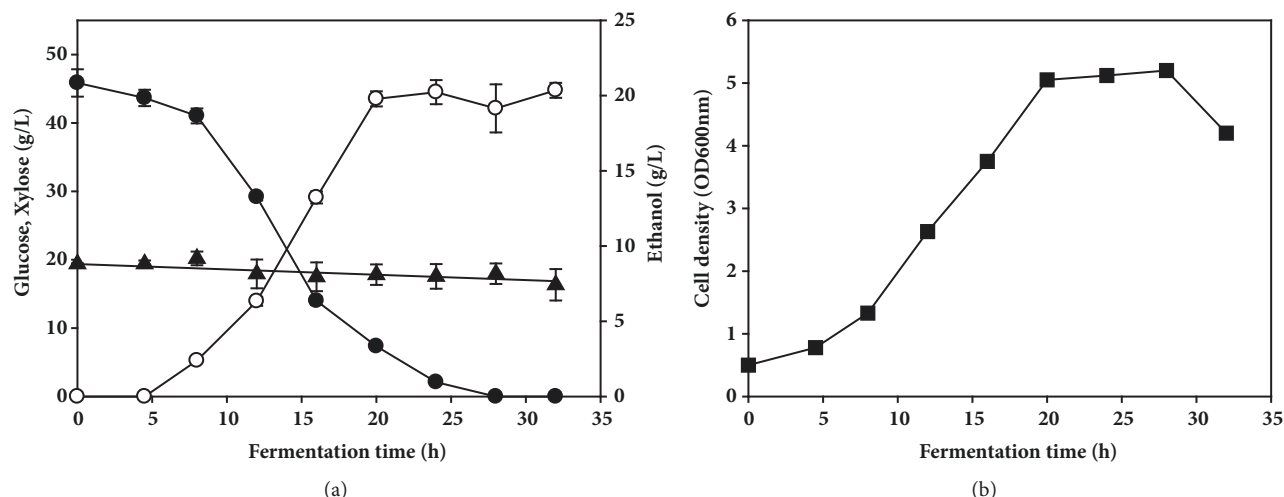 Glucose, Xylose (g/L)
50
40
30
20
10
0
25
20
15
10
5
0
Ethanol (g/L)
0 5 10 15 20 25 30 35
Fermentation time (h)
(a)
Cell density (OD600nm)
6
5
4
3
2
1
0
0 5 10 15 20 25 30 35
Fermentation time (h)
(b)